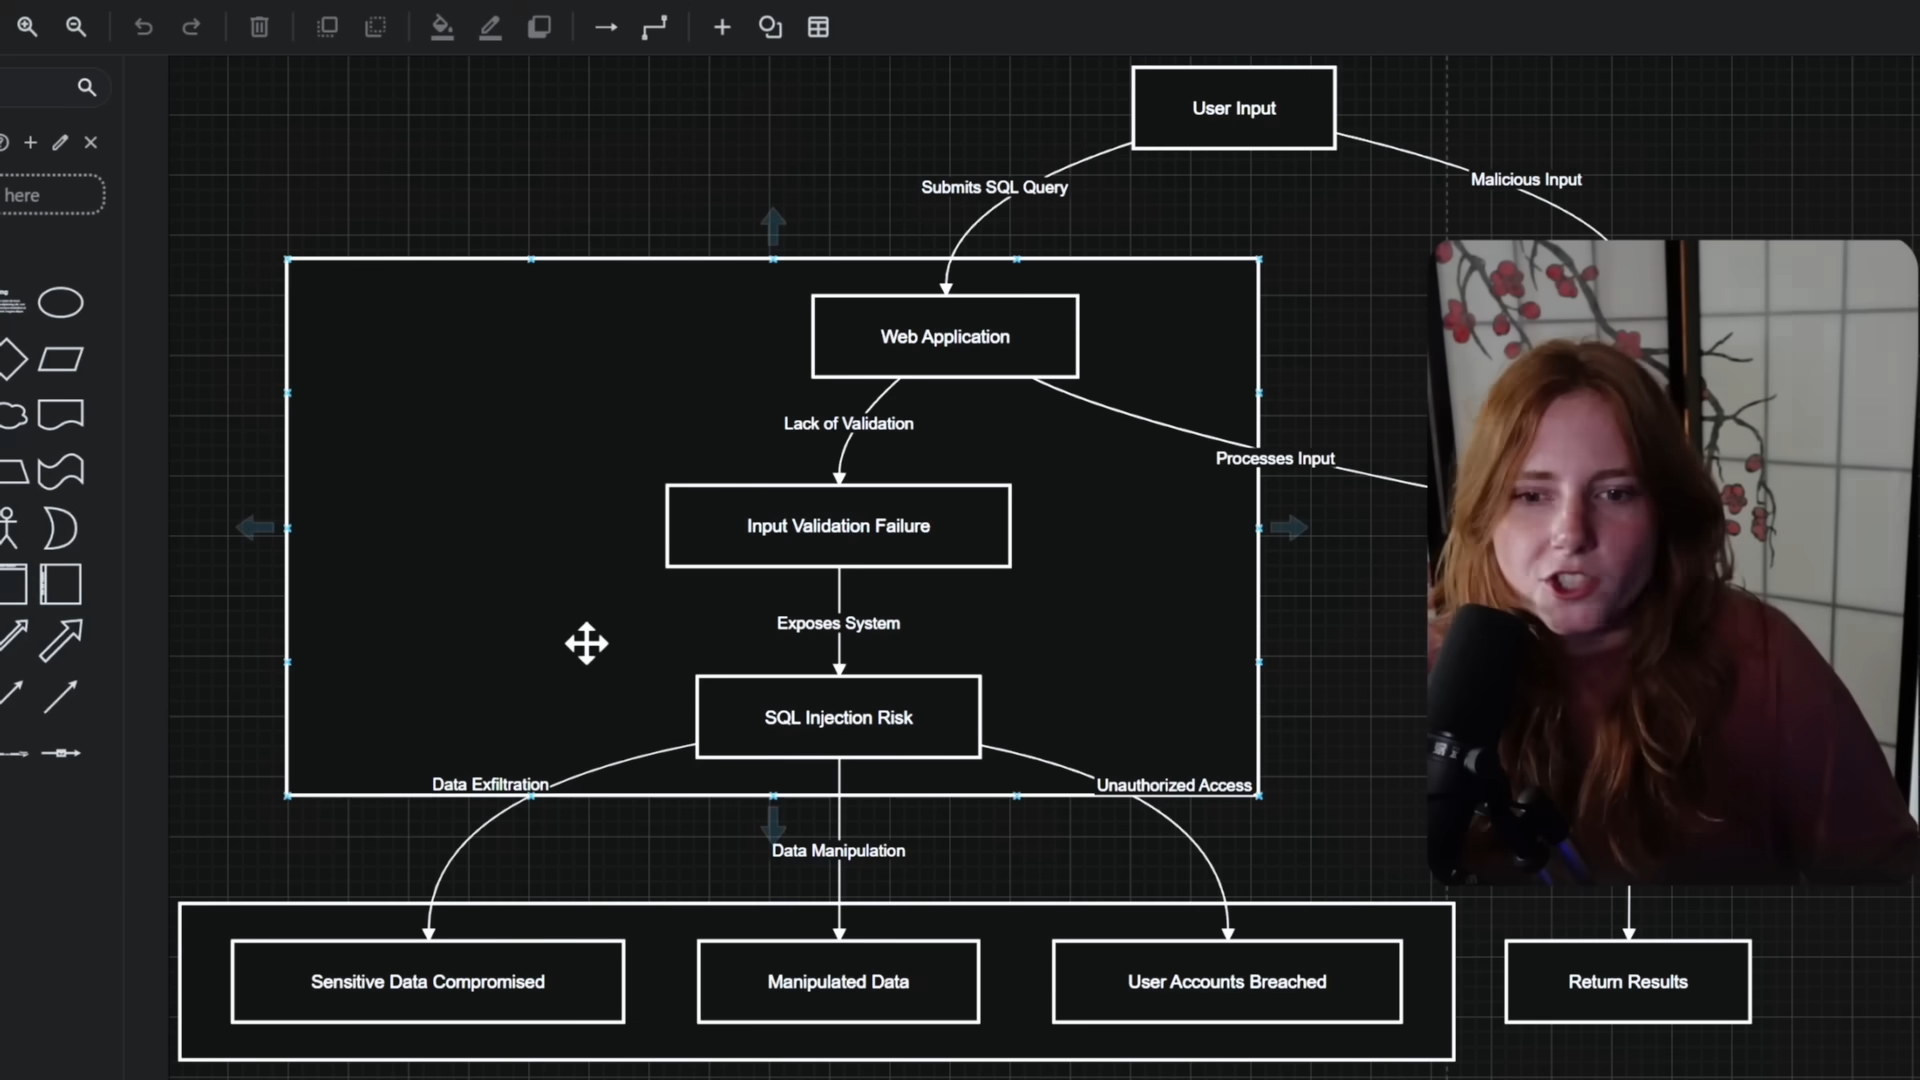 User Input
Malicious Input
Submits SQL Query
here
Web Application
Lack of Validation
Processes Input
Input Validation Failure
Exposes System
SQL Injection Risk
Data Exfiltration
Unauthorized Access
Data Manipulation
Sensitive Data Compromised
Manipulated Data
User Accounts Breached
Return Results